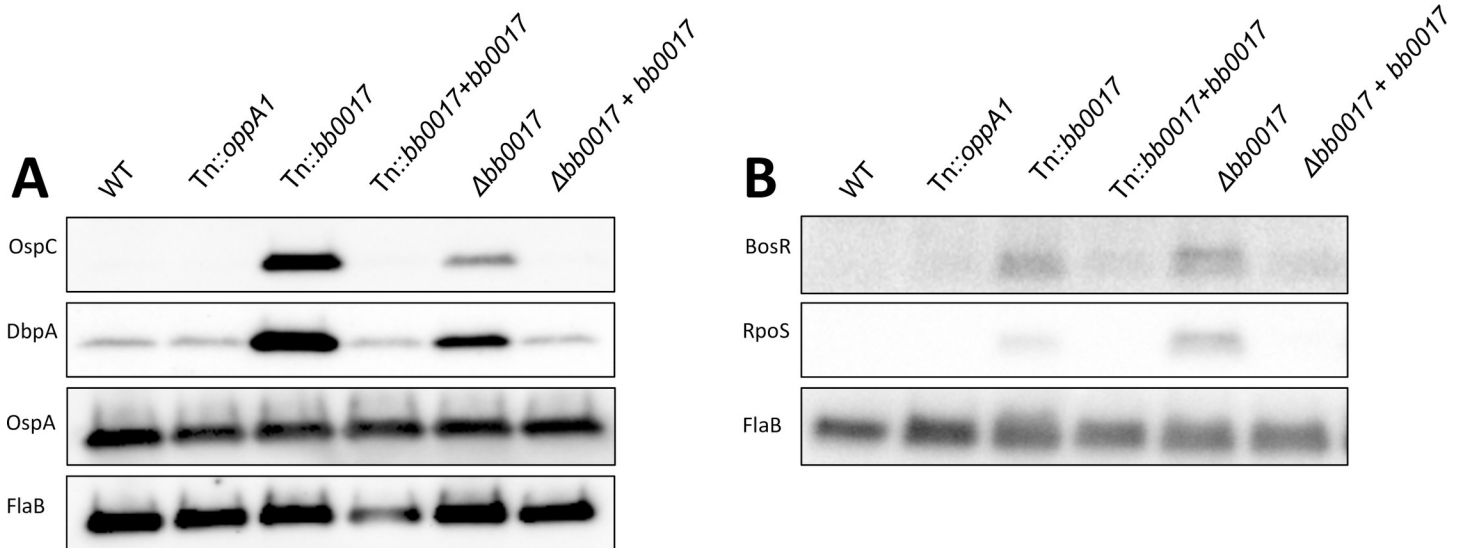 A
WT
Tn::oppA1
Tn::bb0017
Tn::bb0017+bb0017
Δbb0017
Δbb0017 + bb0017
OspC
DbpA
OspA
FlaB
B
WT
Tn::oppA1
Tn::bb0017
Tn::bb0017+bb0017
Δbb0017
Δbb0017 + bb0017
BosR
RpoS
FlaB